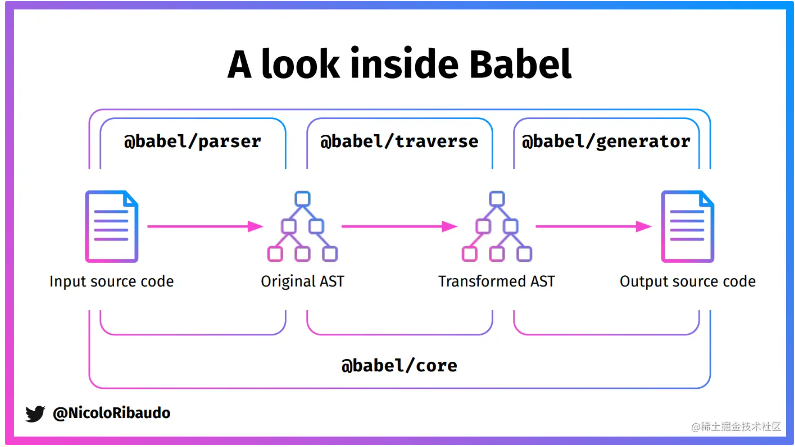 A look inside Babel
@babel/parser
@babel/traverse
@babel/generator
Input source code
Original AST
Transformed AST
Output source code
@babel/core
@NicoloRibaudo
@稀土掘金技术社区